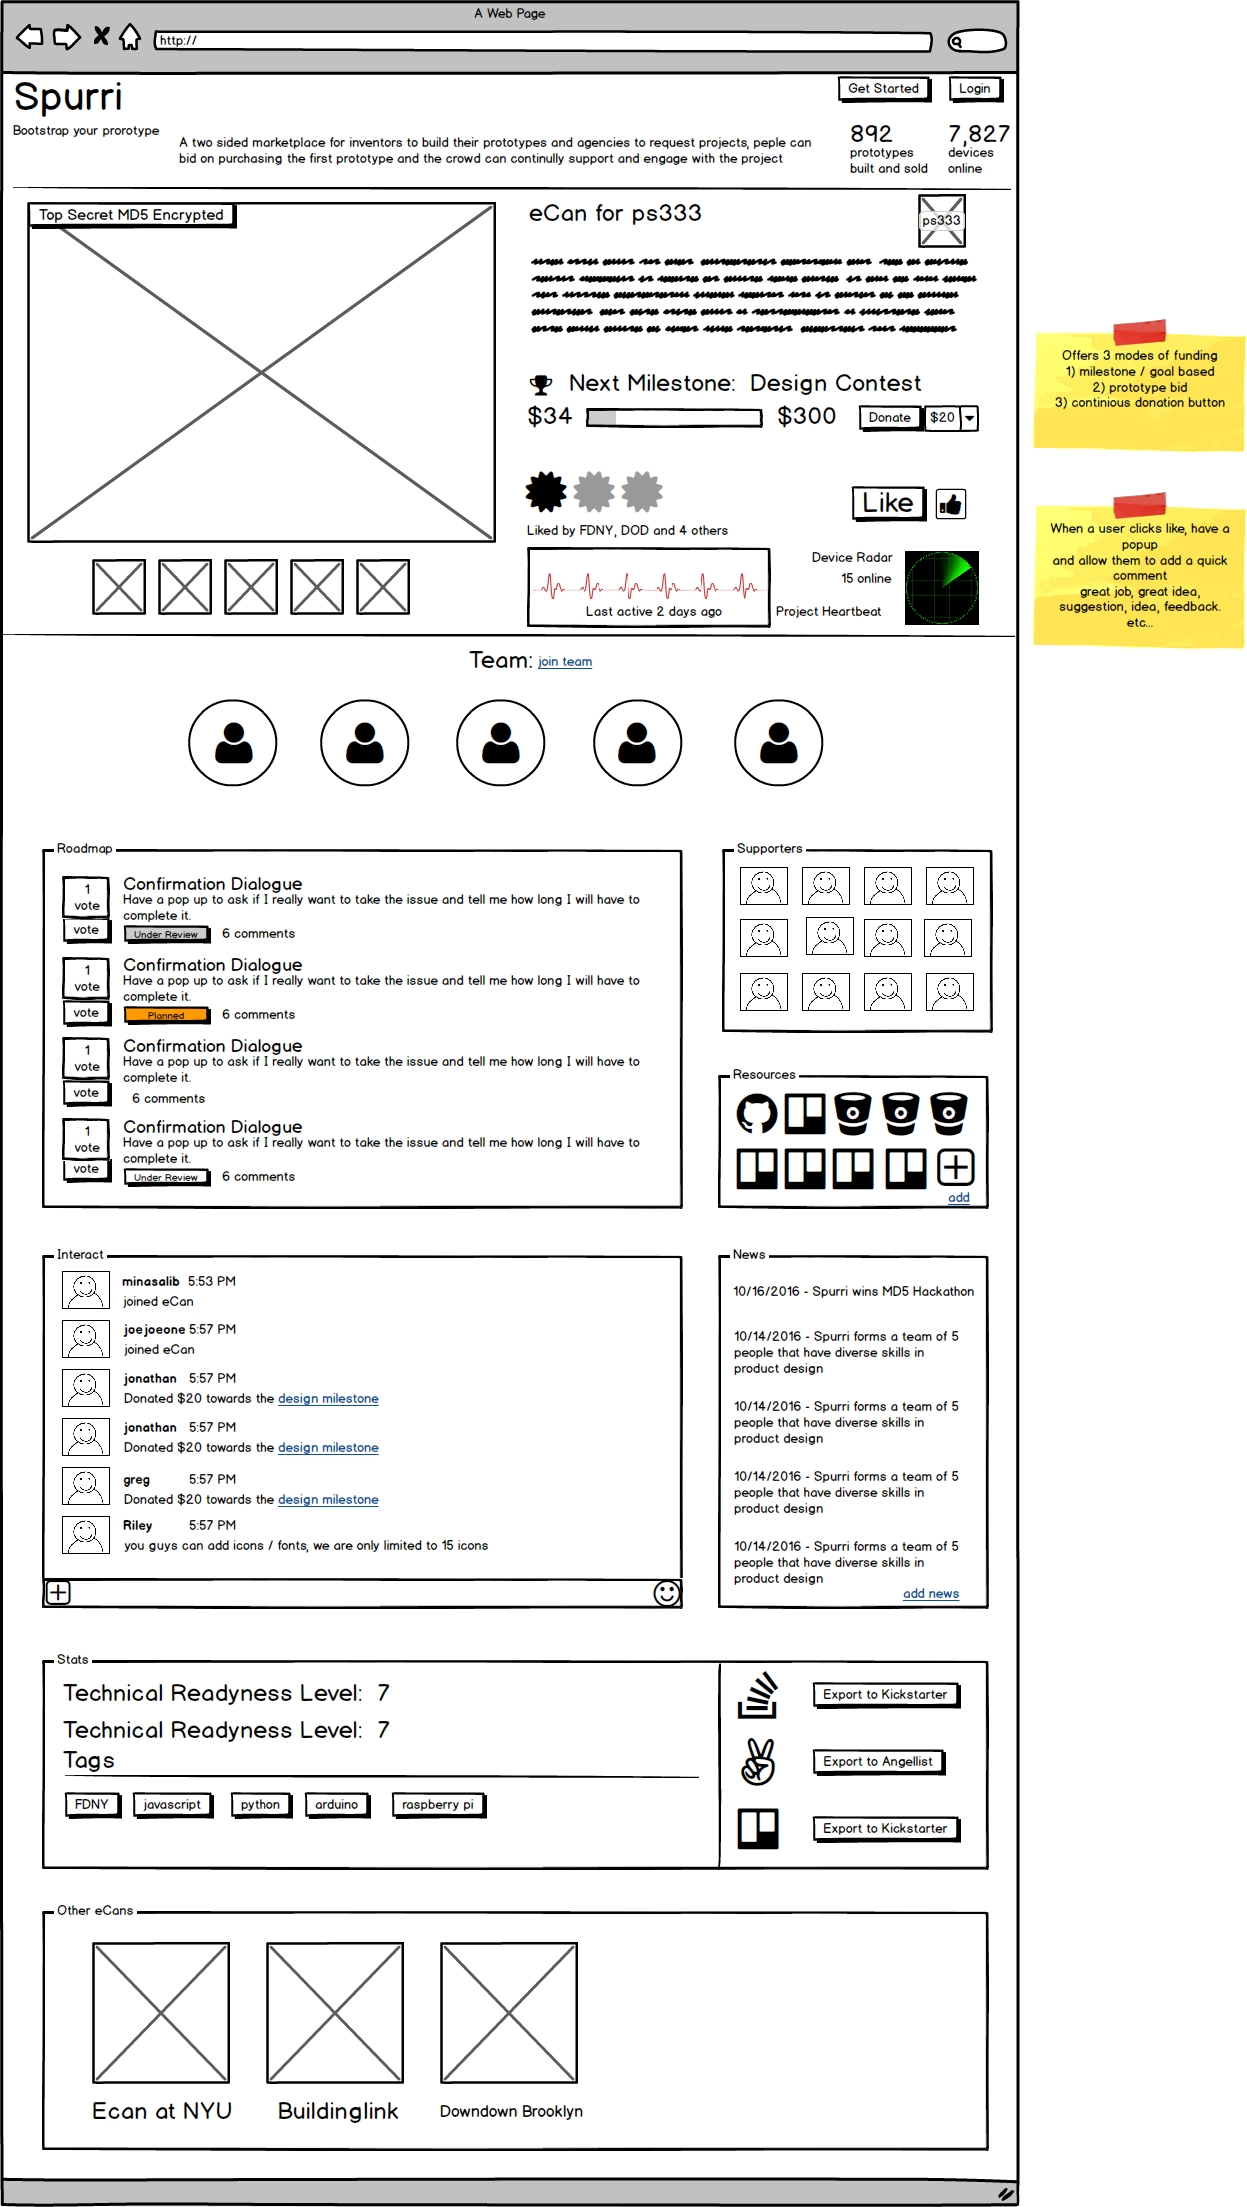 A Web Page
http://
Spurri
Get Started
Login
Bootstrap your prorotype
A two sided marketplace for inventors to build their prototypes and agencies to request projects, peple can
bid on purchasing the first prototype and the crowd can continully support and engage with the project
892
prototypes
built and sold
7,827
devices
online
Top Secret MD5 Encrypted
eCan for ps333
ps333
Next Milestone:  Design Contest
$34
$300
Donate
$20
Like
Liked by FDNY, DOD and 4 others
Last active 2 days ago
Device Radar
15 online
Project Heartbeat
Offers 3 modes of funding
1) milestone / goal based
2) prototype bid
3) continious donation button
When a user clicks like, have a
popup
and allow them to add a quick
comment
great job, great idea,
suggestion, idea, feedback.
etc...
Team: join team
Roadmap
1
vote
vote
Confirmation Dialogue
Have a pop up to ask if I really want to take the issue and tell me how long I will have to
complete it.
Under Review
6 comments
1
vote
vote
Confirmation Dialogue
Have a pop up to ask if I really want to take the issue and tell me how long I will have to
complete it.
Planned
6 comments
1
vote
vote
Confirmation Dialogue
Have a pop up to ask if I really want to take the issue and tell me how long I will have to
complete it.
6 comments
1
vote
vote
Confirmation Dialogue
Have a pop up to ask if I really want to take the issue and tell me how long I will have to
complete it.
Under Review
6 comments
Supporters
Resources
add
Interact
minasalib 5:53 PM
joined eCan
joejoeone 5:57 PM
joined eCan
jonathan 5:57 PM
Donated $20 towards the design milestone
jonathan 5:57 PM
Donated $20 towards the design milestone
greg 5:57 PM
Donated $20 towards the design milestone
Riley 5:57 PM
you guys can add icons / fonts, we are only limited to 15 icons
News
10/16/2016 - Spurri wins MD5 Hackathon
10/14/2016 - Spurri forms a team of 5
people that have diverse skills in
product design
10/14/2016 - Spurri forms a team of 5
people that have diverse skills in
product design
10/14/2016 - Spurri forms a team of 5
people that have diverse skills in
product design
10/14/2016 - Spurri forms a team of 5
people that have diverse skills in
product design
add news
Stats
Technical Readyness Level:  7
Technical Readyness Level:  7
Tags
FDNY
javascript
python
arduino
raspberry pi
Export to Kickstarter
Export to Angellist
Export to Kickstarter
Other eCans
Ecan at NYU
Buildinglink
Downdown Brooklyn